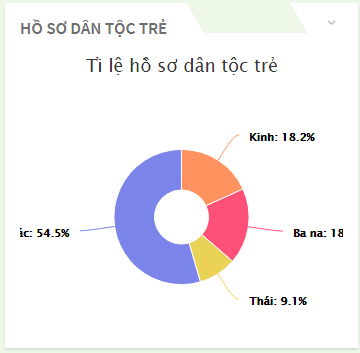 HỒ SƠ DÂN TỘC TRẺ
Tỉ lệ hồ sơ dân tộc trẻ
Kinh: 18.2%
ác: 54.5%
Ba na: 18
Thái: 9.1%